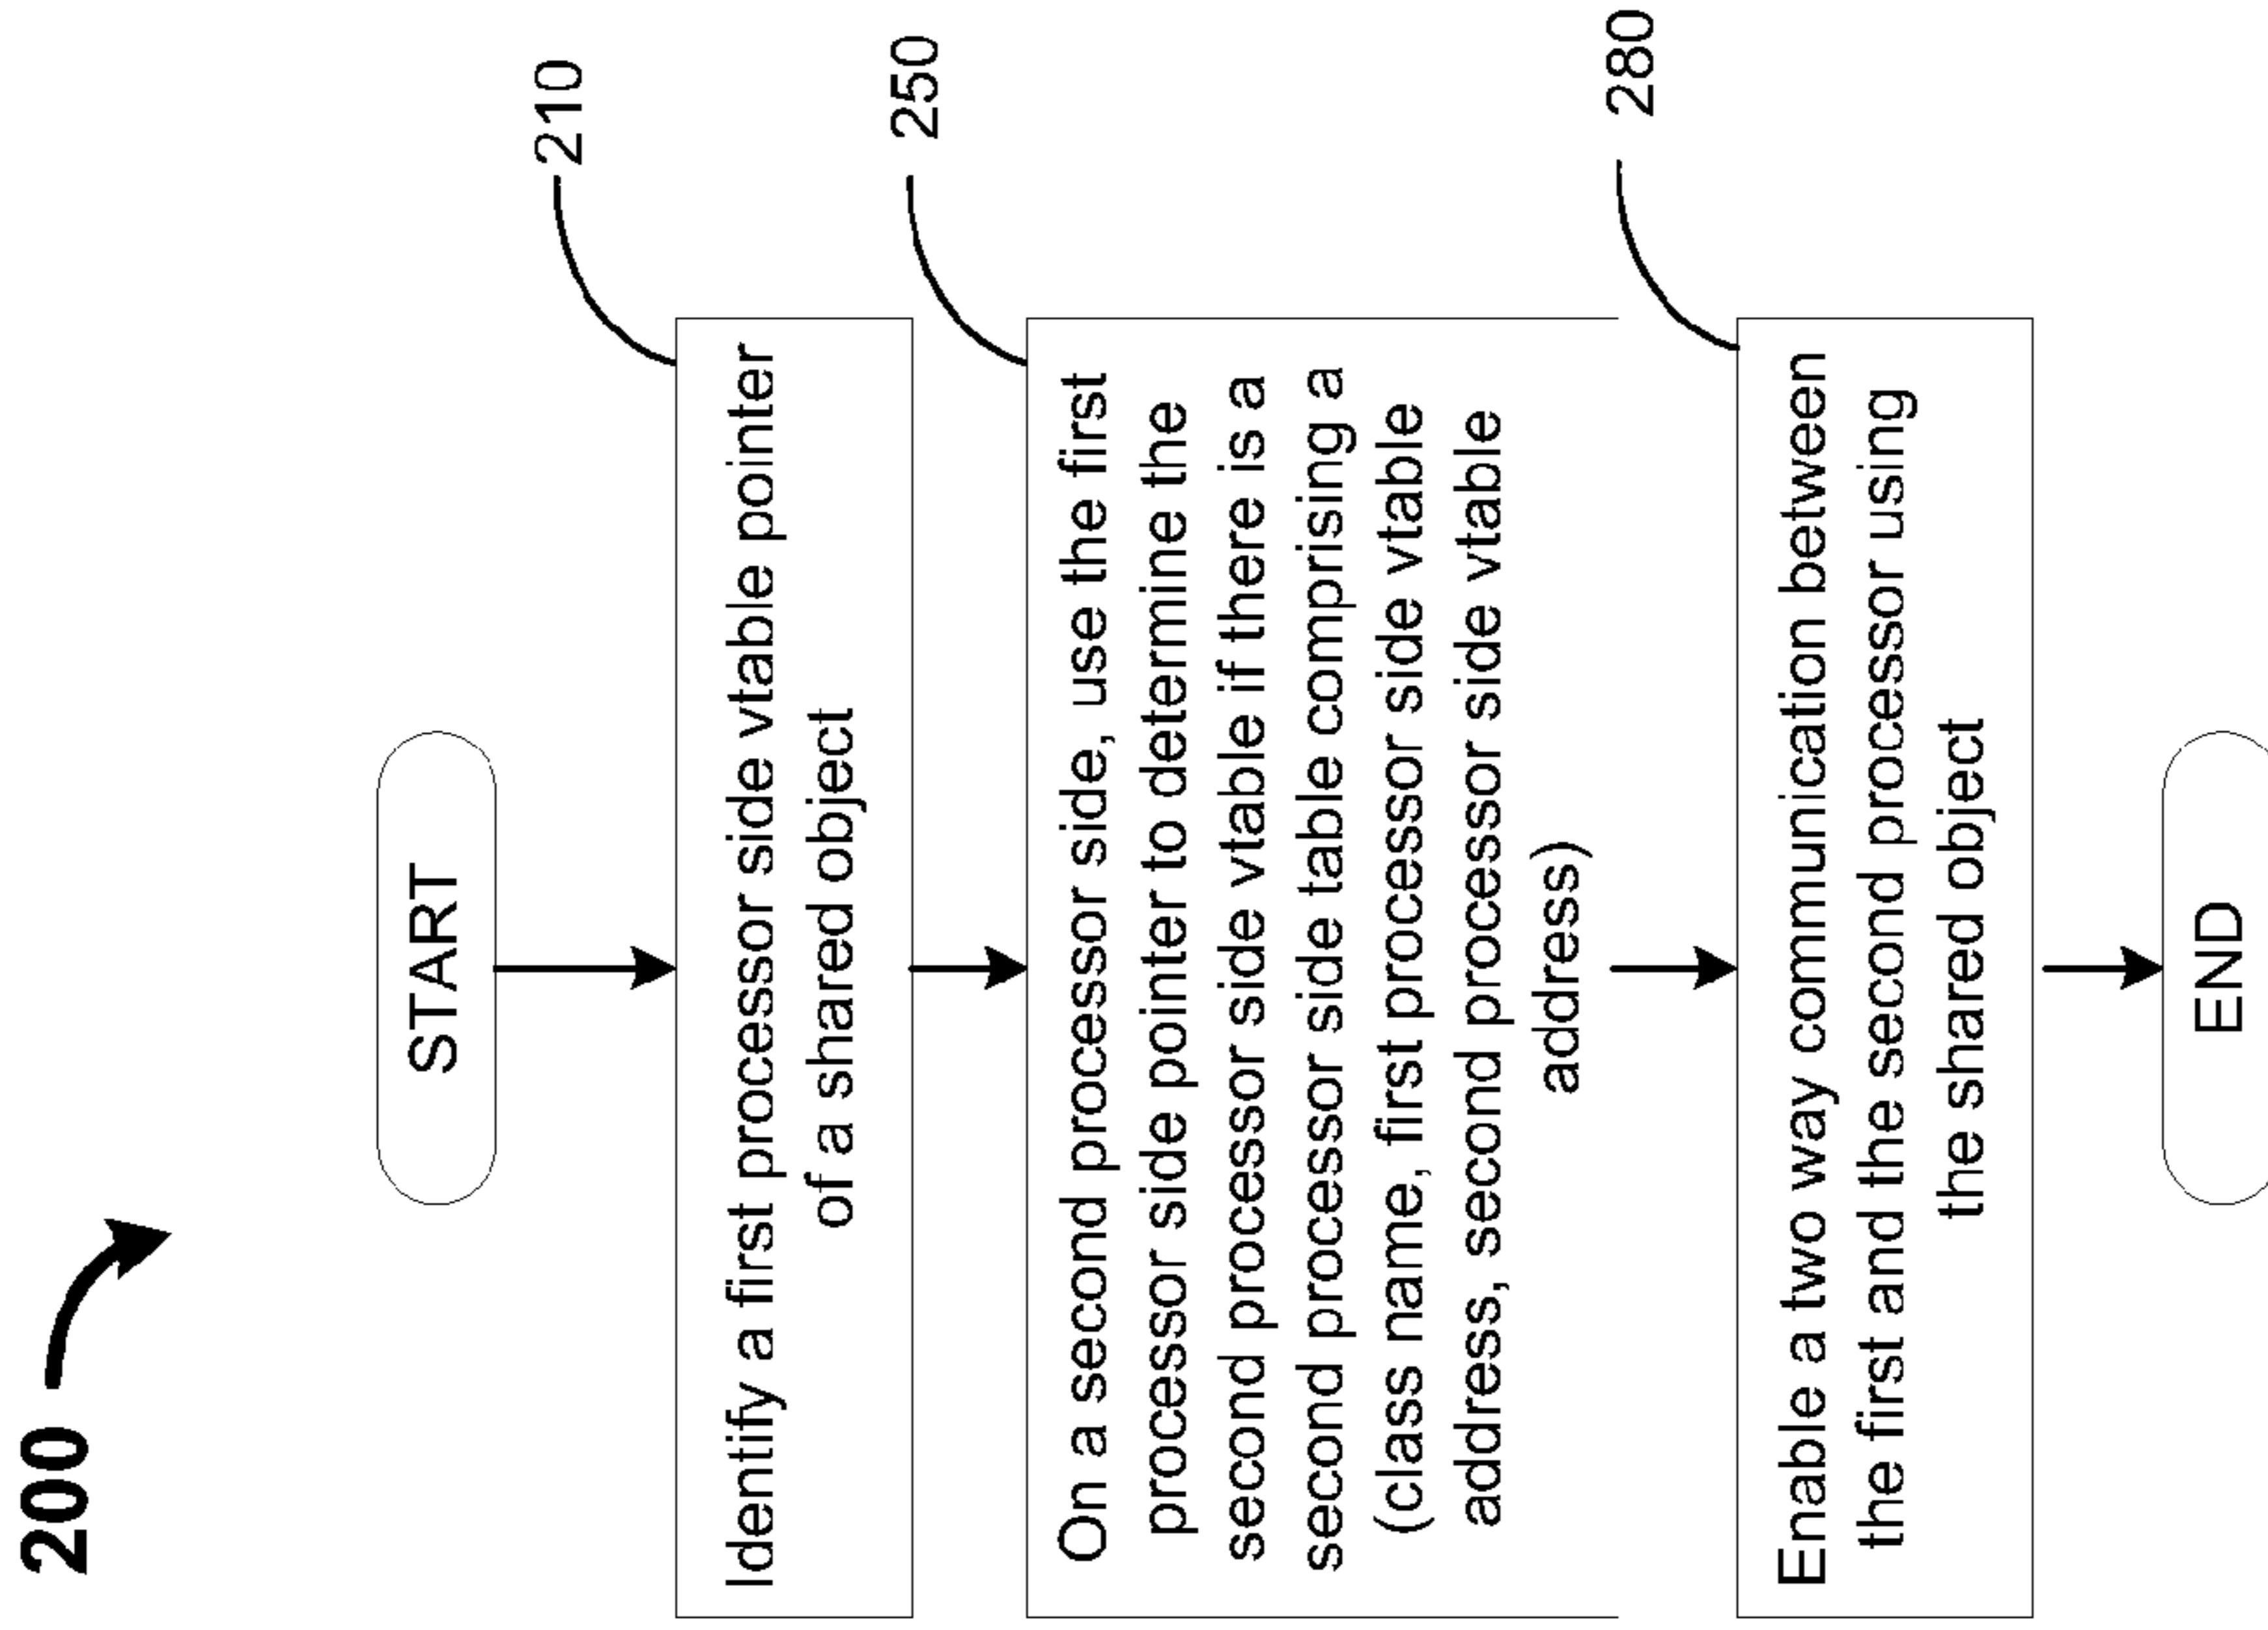 200
START
210
Identify a first processor side vtable pointer
of a shared object
250
On a second processor side, use the first
processor side pointer to determine the
second processor side vtable if there is a
second processor side table comprising a
(class name, first processor side vtable
address, second processor side vtable
address)
280
Enable a two way communication between
the first and the second processor using
the shared object
END